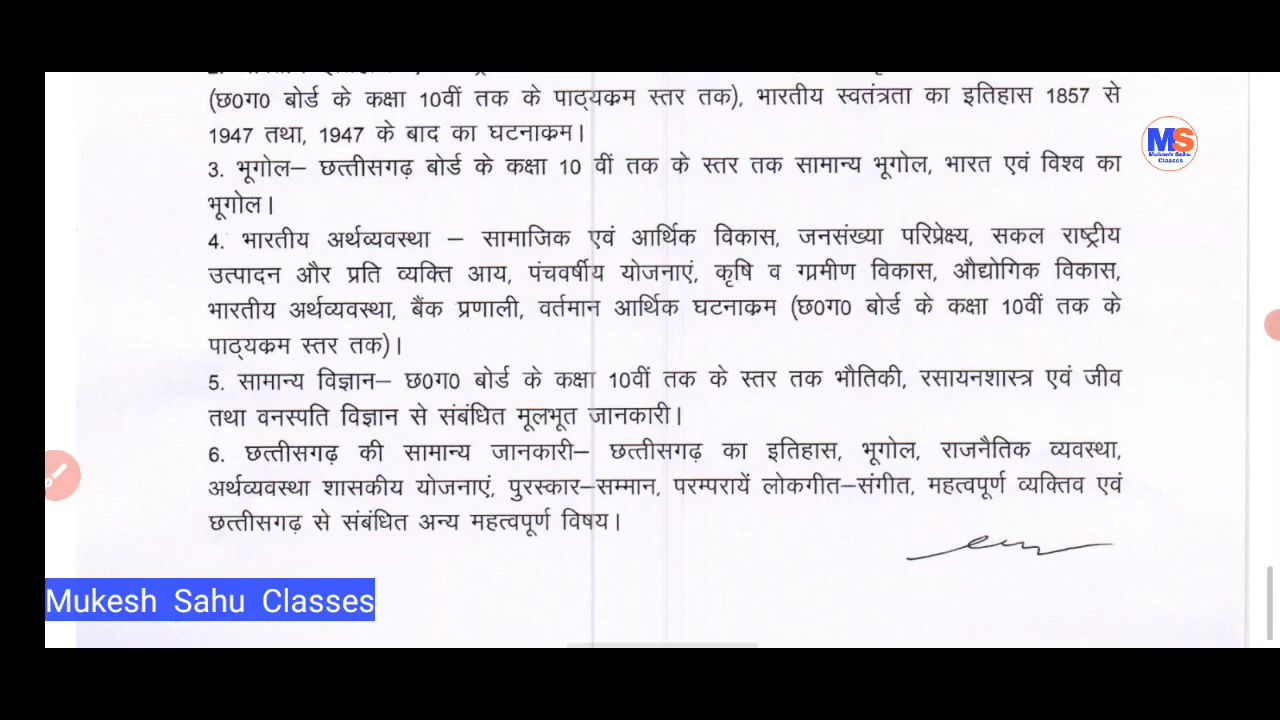 (छ0ग0 बोर्ड के कक्षा 10वीं तक के पाठ्यक्रम स्तर तक), भारतीय स्वतंत्रता का इतिहास 1857 से
1947 तथा, 1947 के बाद का घटनाक्रम।
3. भूगोल– छत्तीसगढ़ बोर्ड के कक्षा 10 वीं तक के स्तर तक सामान्य भूगोल, भारत एवं विश्व का
भूगोल।
4. भारतीय अर्थव्यवस्था – सामाजिक एवं आर्थिक विकास, जनसंख्या परिप्रेक्ष्य, सकल राष्ट्रीय
उत्पादन और प्रति व्यक्ति आय, पंचवर्षीय योजनाएं, कृषि व ग्रमीण विकास, औद्योगिक विकास,
भारतीय अर्थव्यवस्था, बैंक प्रणाली, वर्तमान आर्थिक घटनाक्रम (छ0ग0 बोर्ड के कक्षा 10वीं तक के
पाठ्यक्रम स्तर तक)।
5. सामान्य विज्ञान– छ0ग0 बोर्ड के कक्षा 10वीं तक के स्तर तक भौतिकी, रसायनशास्त्र एवं जीव
तथा वनस्पति विज्ञान से संबंधित मूलभूत जानकारी।
6. छत्तीसगढ़ की सामान्य जानकारी– छत्तीसगढ़ का इतिहास, भूगोल, राजनैतिक व्यवस्था,
अर्थव्यवस्था शासकीय योजनाएं, पुरस्कार–सम्मान, परम्परायें लोकगीत–संगीत, महत्वपूर्ण व्यक्तिव एवं
छत्तीसगढ़ से संबंधित अन्य महत्वपूर्ण विषय।
MS
Mukesh Sahu
Classes
Mukesh Sahu Classes